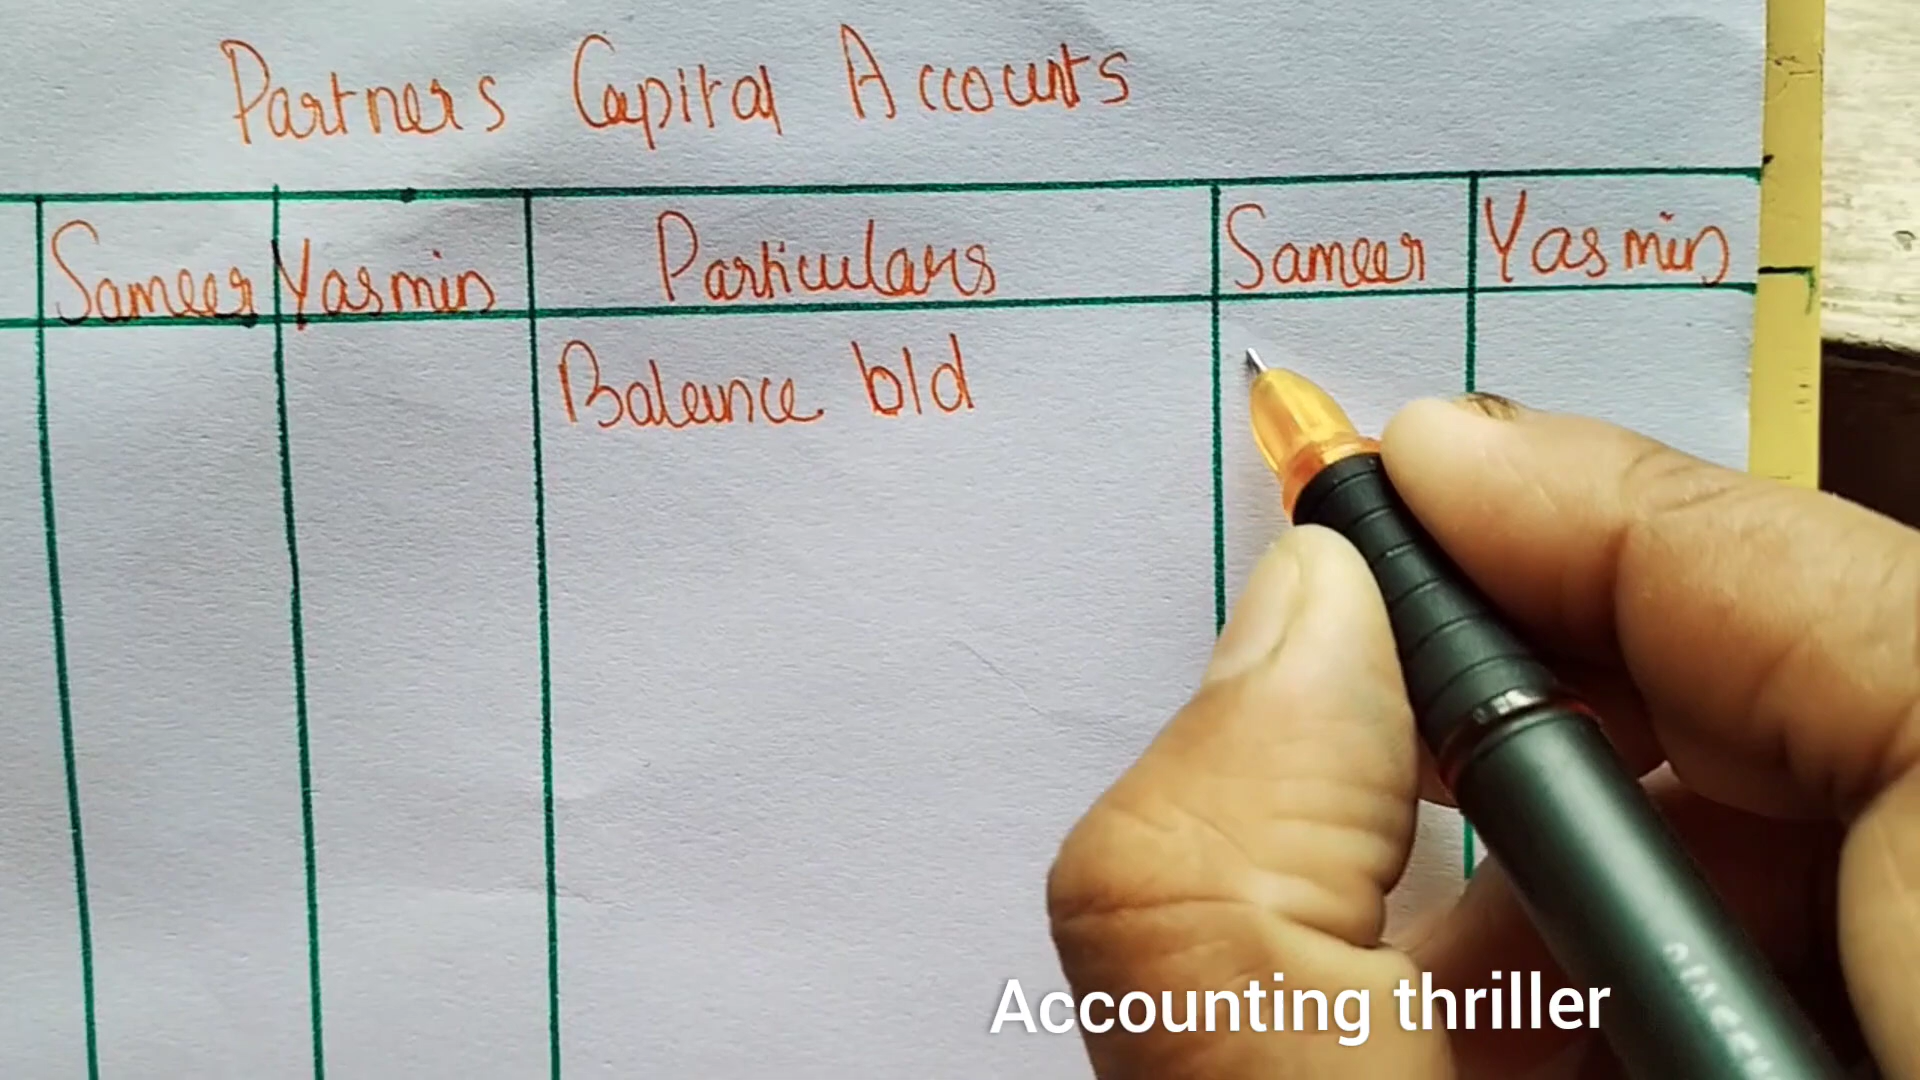 Partners Capital Accounts
Sameer Yasmin Particulars Sameer Yasmin
Balance b/d
Accounting thriller